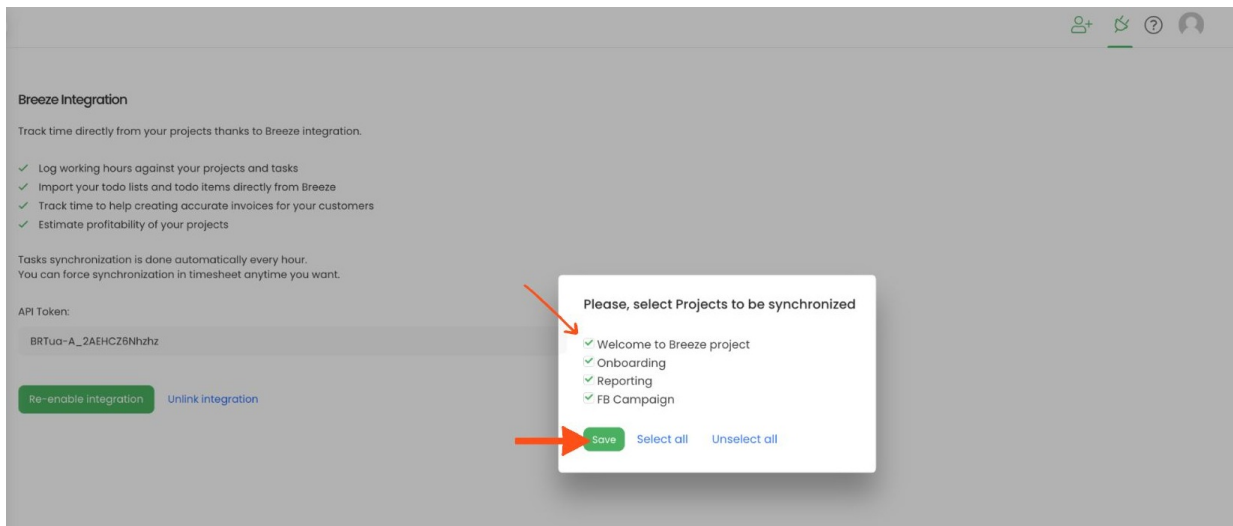 Breeze Integration
Track time directly from your projects thanks to Breeze integration.
Log working hours against your projects and tasks
Import your todo lists and todo items directly from Breeze
Track time to help creating accurate invoices for your customers
Estimate profitability of your projects
Tasks synchronization is done automatically every hour.
You can force synchronization in timesheet anytime you want.
API Token:
BRTua-A_2AEHCZ6Nhzhz
Re-enable integration Unlink integration
Please, select Projects to be synchronized
Welcome to Breeze project
Onboarding
Reporting
FB Campaign
Save Select all Unselect all